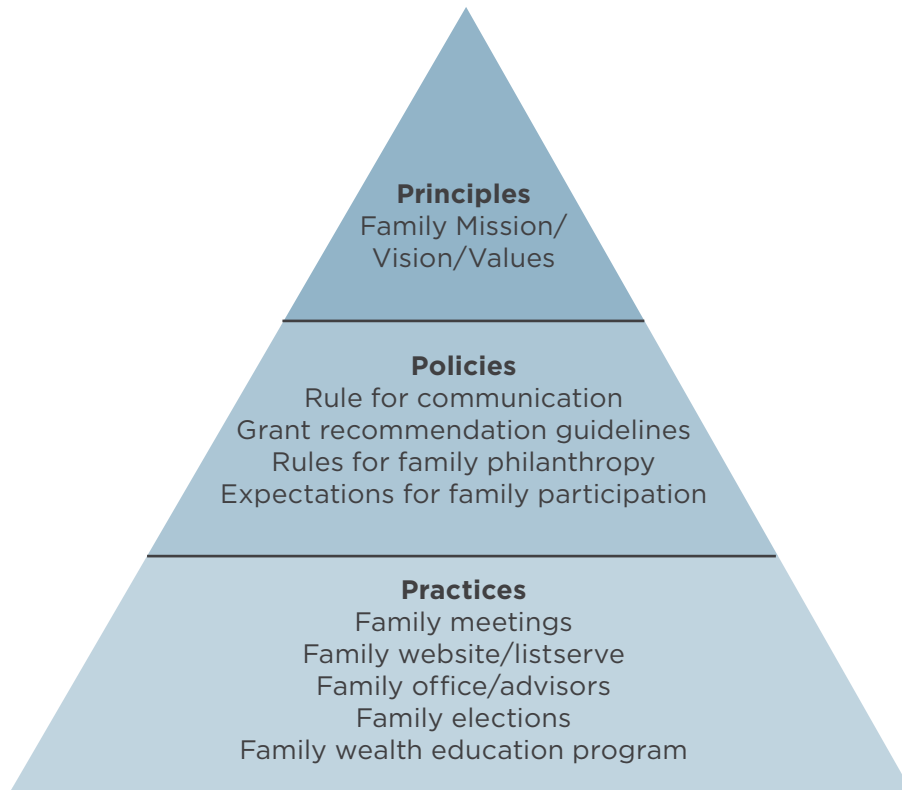 Principles
Family Mission/
Vision/Values
Policies
Rule for communication
Grant recommendation guidelines
Rules for family philanthropy
Expectations for family participation
Practices
Family meetings
Family website/listserve
Family office/advisors
Family elections
Family wealth education program